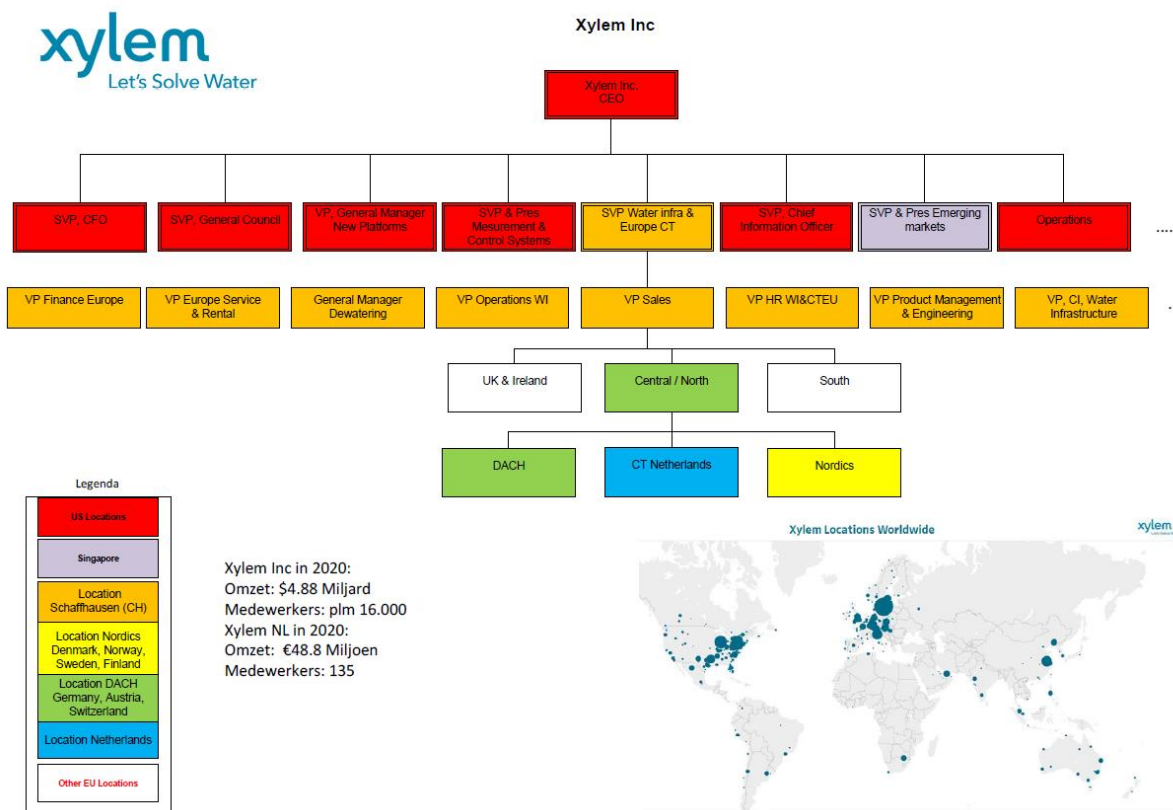 xylem
Let's Solve Water
Xylem Inc
Xylem Inc.
CEO
SVP, CFO
SVP, General Council
VP, General Manager
New Platforms
SVP & Pres
Mesurement &
Control Systems
SVP Water infra &
Europe CT
SVP, Chief
Information Officer
SVP & Pres Emerging
markets
Operations
....
VP Finance Europe
VP Europe Service
& Rental
General Manager
Dewatering
VP Operations WI
VP Sales
VP HR WI&CTEU
VP Product Management
& Engineering
VP, CI, Water
Infrastructure
.
UK & Ireland
Central / North
South
DACH
CT Netherlands
Nordics
Legenda
US Locations
Singapore
Location
Schaffhausen (CH)
Location Nordics
Denmark, Norway,
Sweden, Finland
Location DACH
Germany, Austria,
Switzerland
Location Netherlands
Other EU Locations
Xylem Inc in 2020:
Omzet: $4.88 Miljard
Medewerkers: plm 16.000
Xylem NL in 2020:
Omzet: €48.8 Miljoen
Medewerkers: 135
Xylem Locations Worldwide
xylem